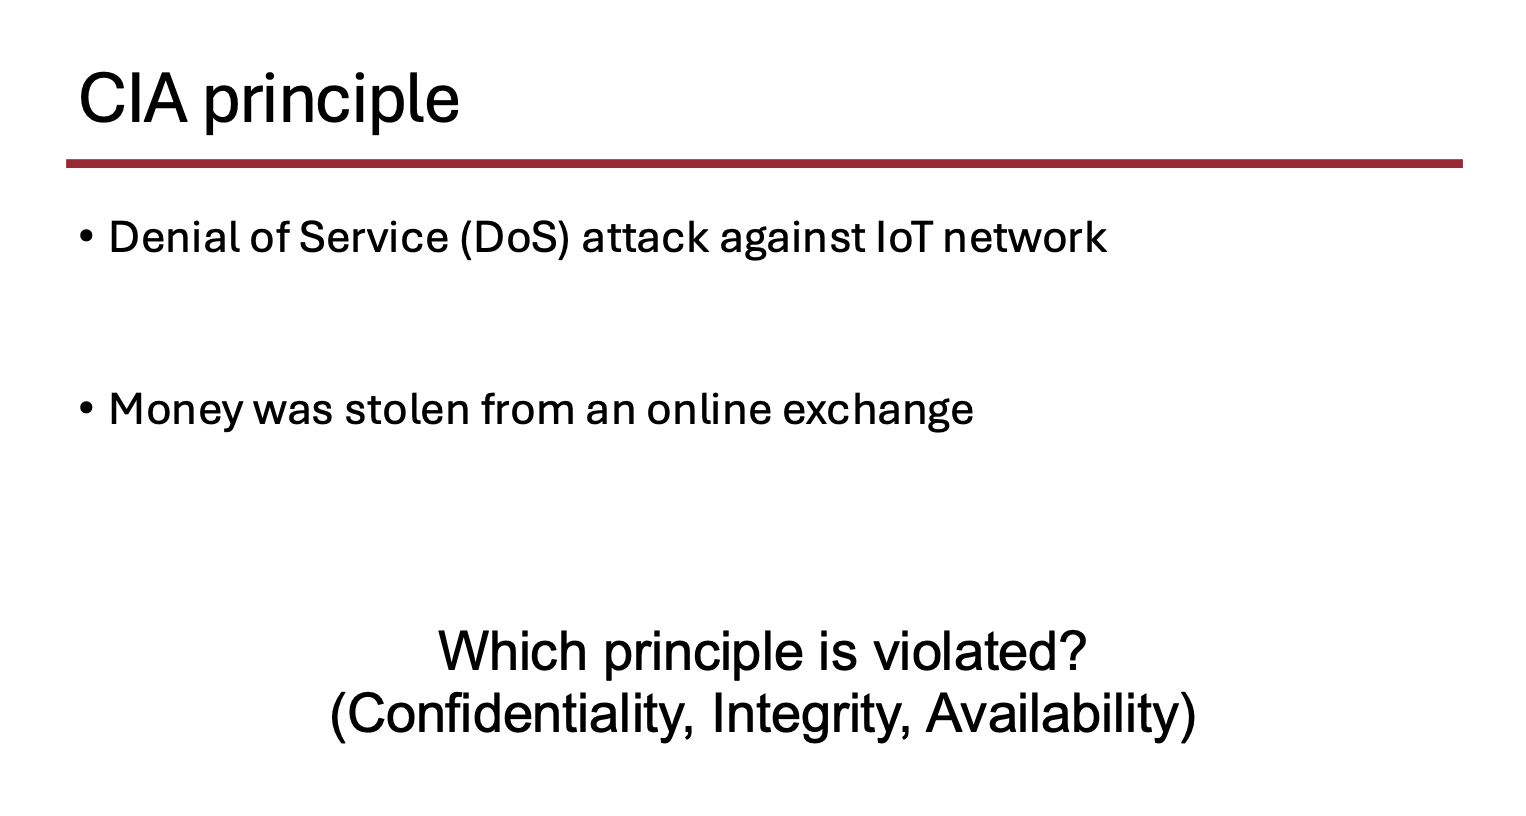 CIA principle
• Denial of Service (DoS) attack against IoT network
• Money was stolen from an online exchange
Which principle is violated?
(Confidentiality, Integrity, Availability)